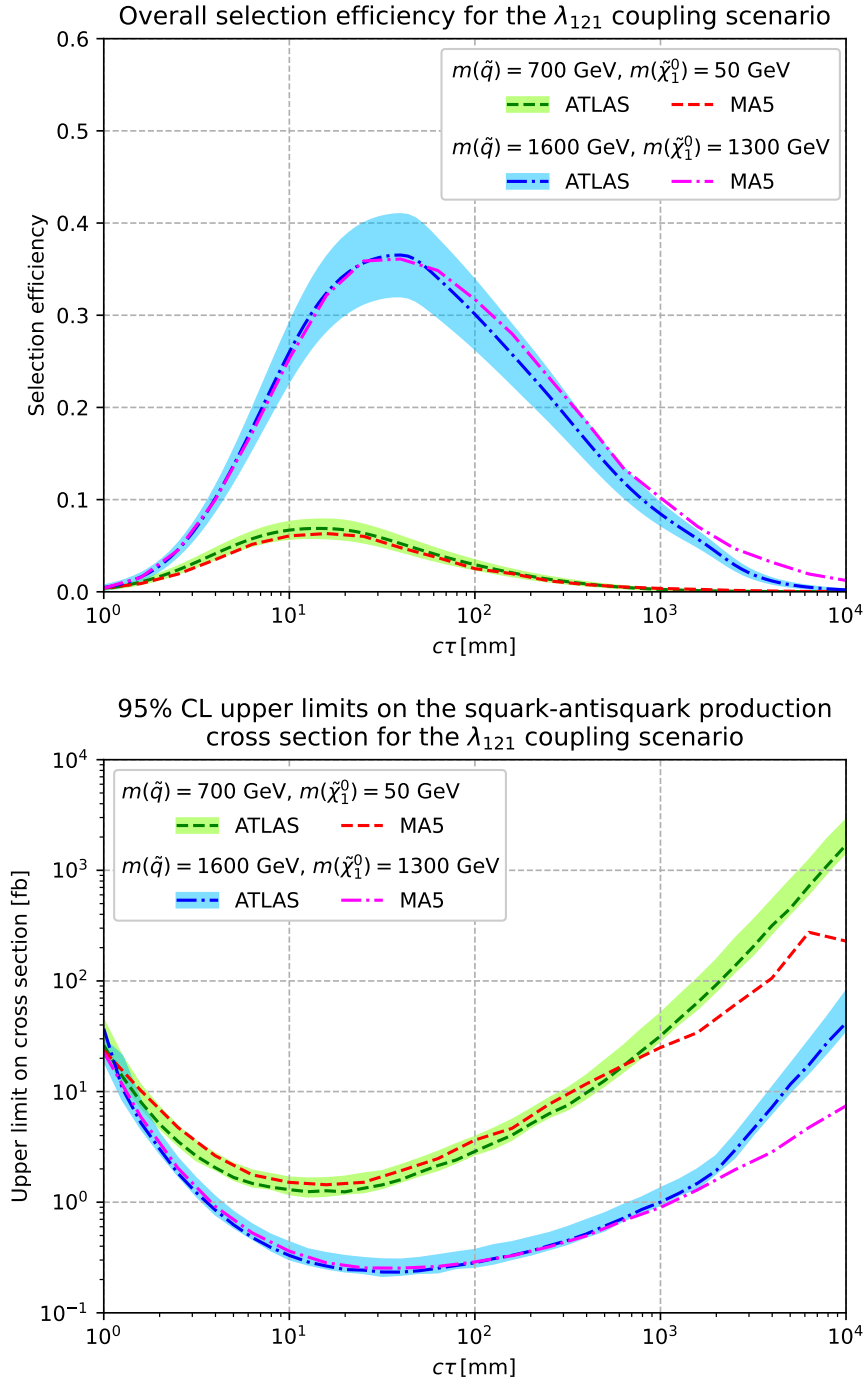 Overall selection efficiency for the λ₁₂₁ coupling scenario
0.6
0.5
0.4
0.3
0.2
0.1
0.0
Selection efficiency
m(q̃) = 700 GeV, m(χ̃₁⁰) = 50 GeV
ATLAS MA5
m(q̃) = 1600 GeV, m(χ̃₁⁰) = 1300 GeV
ATLAS MA5
10⁰ 10¹ 10² 10³ 10⁴
cτ [mm]
95% CL upper limits on the squark-antisquark production
cross section for the λ₁₂₁ coupling scenario
10⁴
10³
10²
10¹
10⁰
10⁻¹
Upper limit on cross section [fb]
m(q̃) = 700 GeV, m(χ̃₁⁰) = 50 GeV
ATLAS MA5
m(q̃) = 1600 GeV, m(χ̃₁⁰) = 1300 GeV
ATLAS MA5
10⁰ 10¹ 10² 10³ 10⁴
cτ [mm]